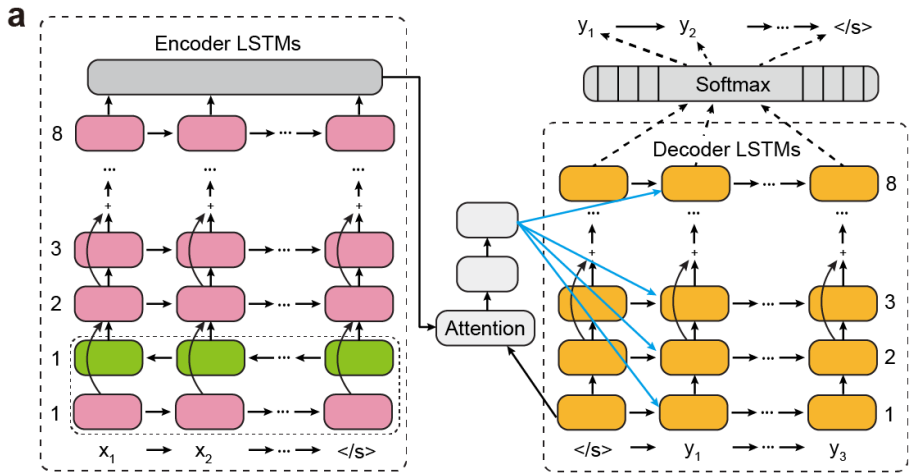 a
Encoder LSTMs
8
...
...
...
...
+
+
+
3
...
2
...
1
...
1
...
x₁
x₂
...
</s>
Attention
y₁
y₂
...
</s>
Softmax
Decoder LSTMs
...
8
...
...
...
+
+
+
...
3
...
2
...
1
</s>
y₁
...
y₃